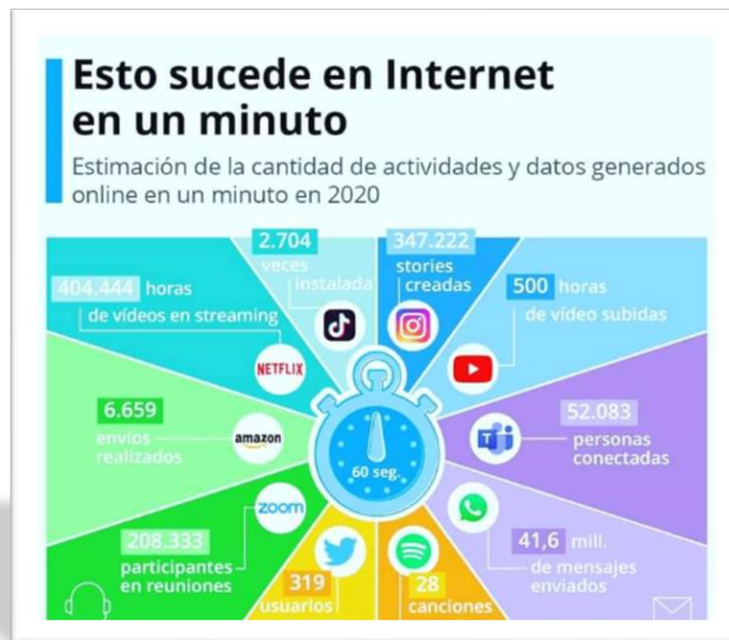 Esto sucede en Internet
en un minuto
Estimación de la cantidad de actividades y datos generados
online en un minuto en 2020
2.704
veces
instalada
347.222
stories
creadas
404.444 horas
de vídeos en streaming
NETFLIX
500 horas
de vídeo subidas
6.659
envíos
realizados
amazon
60 seg.
52.083
personas
conectadas
T
zoom
208.333
participantes
en reuniones
319
usuarios
28
canciones
41,6 mill.
de mensajes
enviados